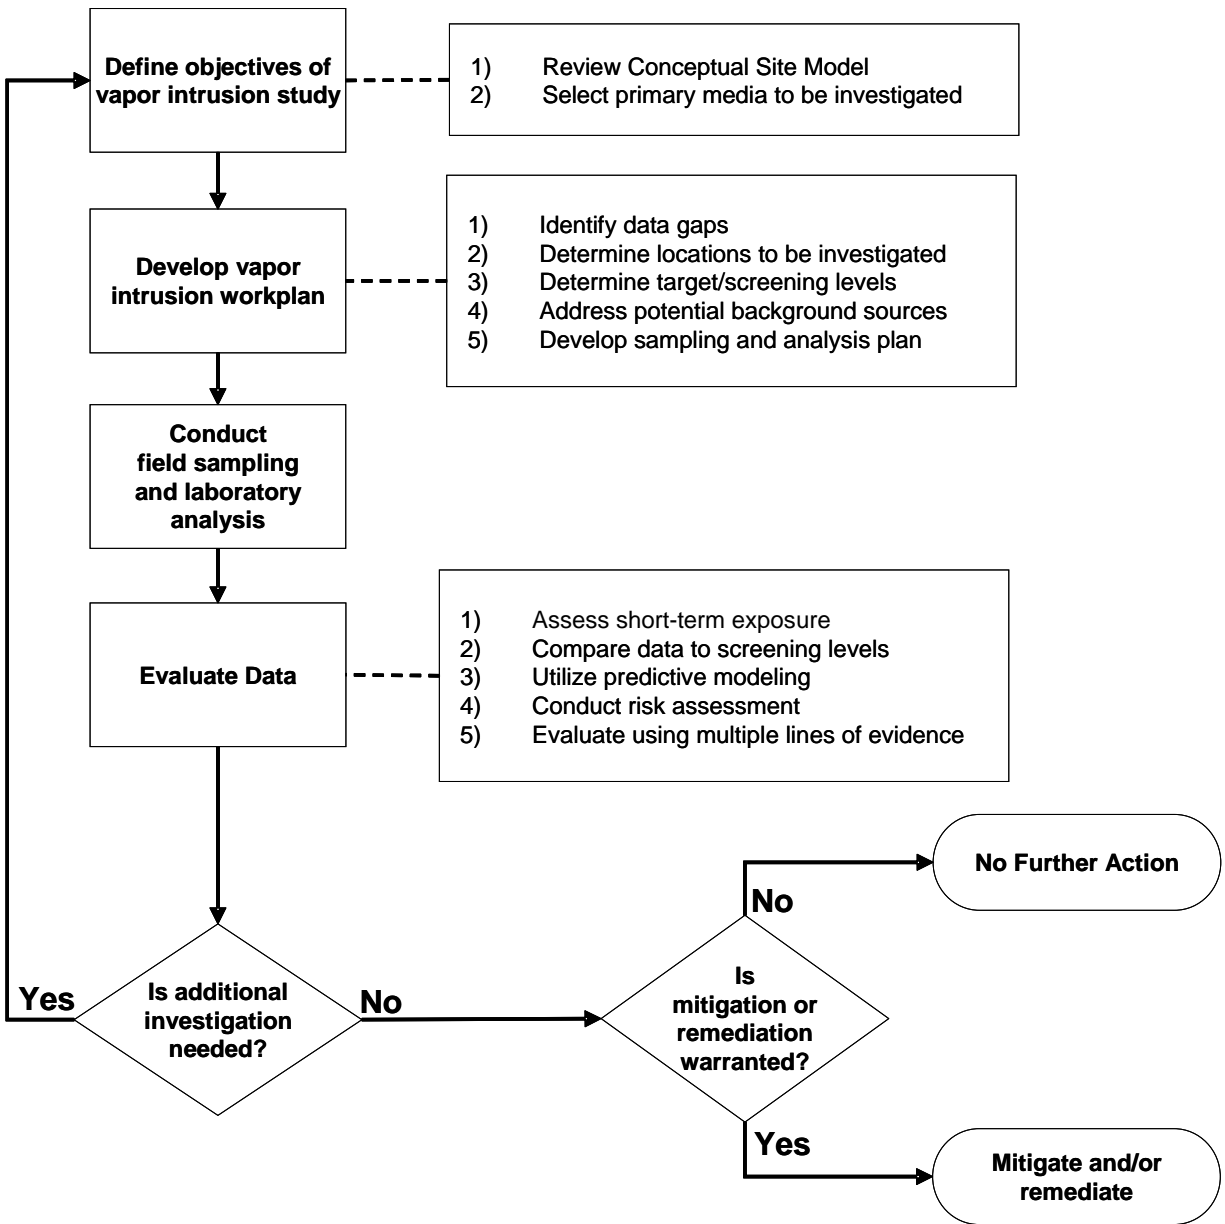 Define objectives of
vapor intrusion study
1) Review Conceptual Site Model
2) Select primary media to be investigated
Develop vapor
intrusion workplan
1) Identify data gaps
2) Determine locations to be investigated
3) Determine target/screening levels
4) Address potential background sources
5) Develop sampling and analysis plan
Conduct
field sampling
and laboratory
analysis
Evaluate Data
1) Assess short-term exposure
2) Compare data to screening levels
3) Utilize predictive modeling
4) Conduct risk assessment
5) Evaluate using multiple lines of evidence
Is additional
investigation
needed?
Yes
No
Is
mitigation or
remediation
warranted?
No
No Further Action
Yes
Mitigate and/or
remediate